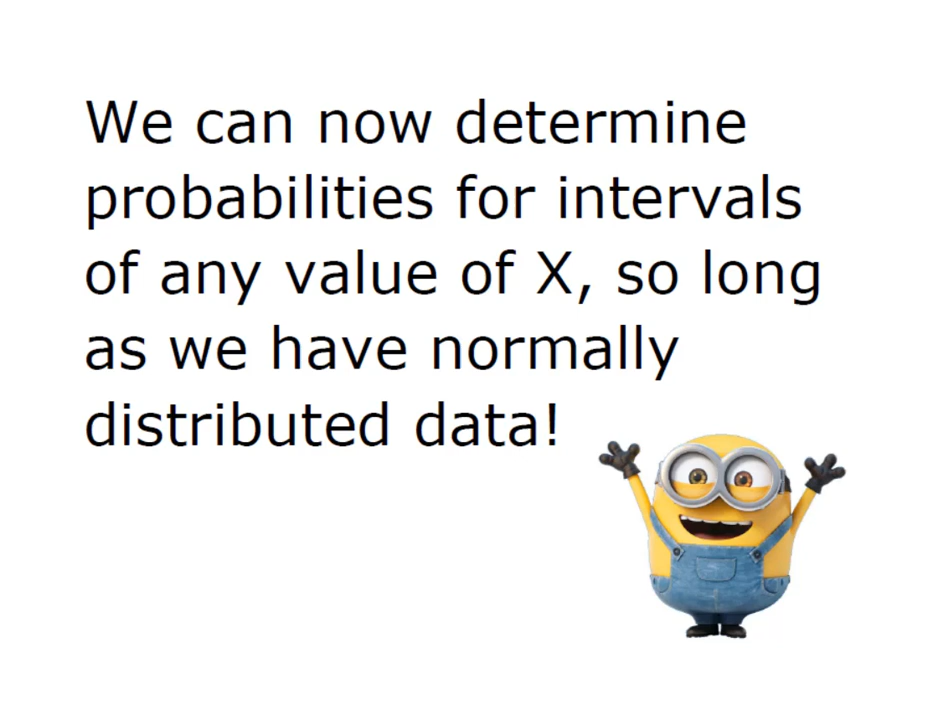 We can now determine
probabilities for intervals
of any value of X, so long
as we have normally
distributed data!